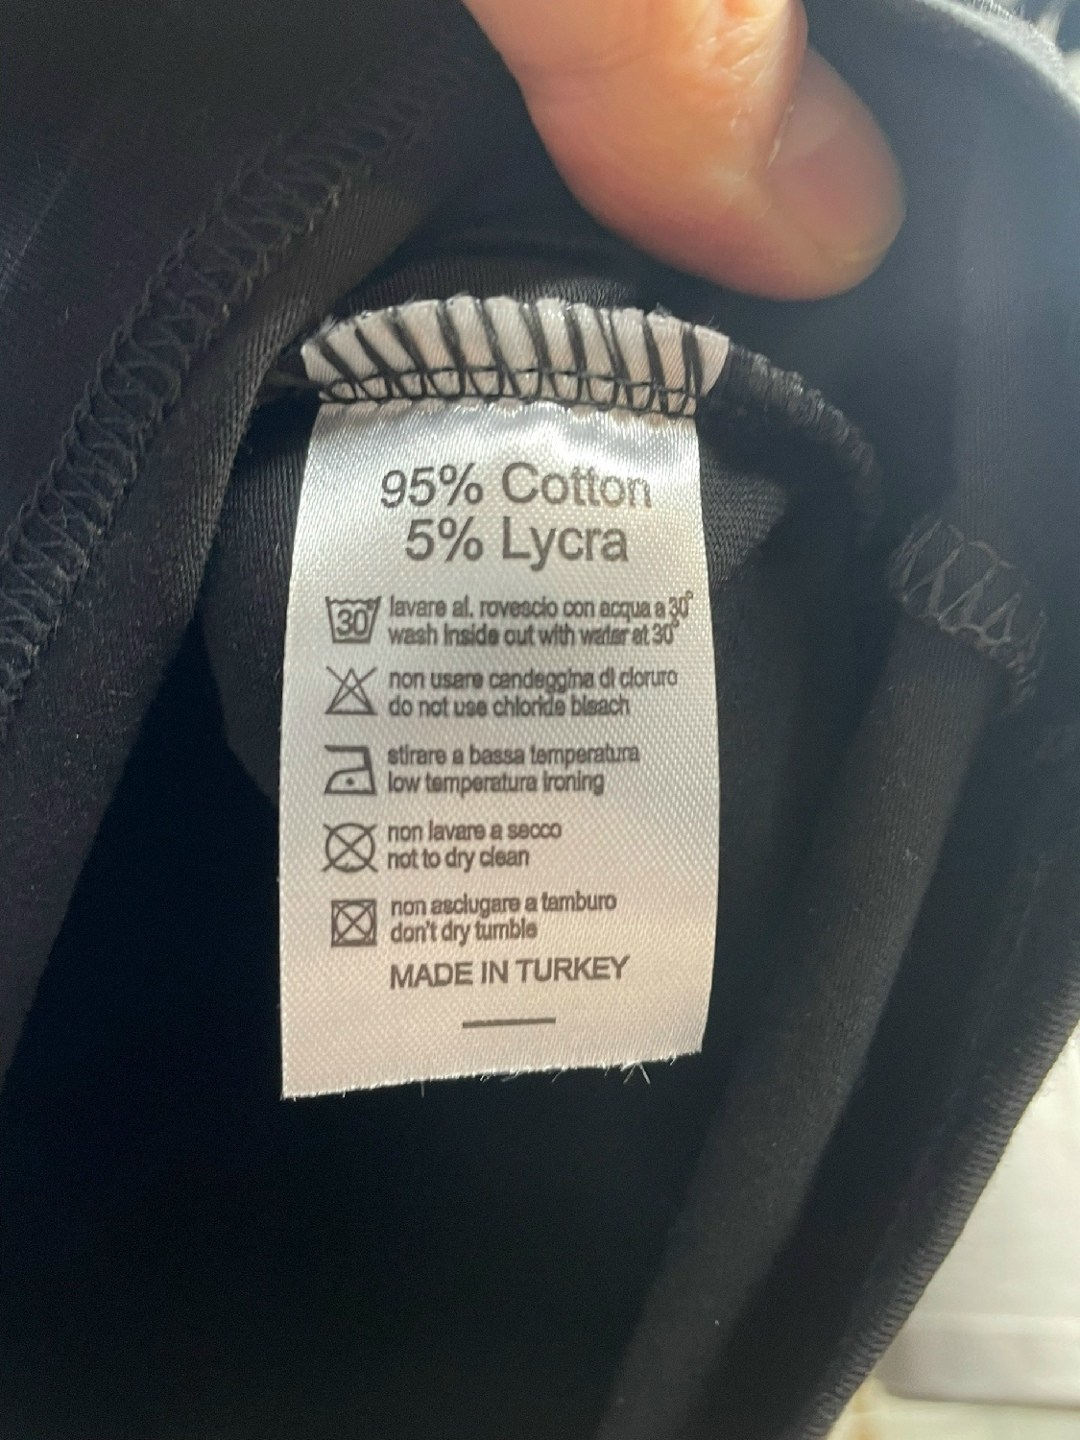 95% Cotton
5% Lycra
30 lavare al. rovescio con acqua a 30°
wash inside out with water at 30°
non usare candeggina di cloruro
do not use chloride bleach
stirare a bassa temperatura
low temperatura ironing
non lavare a secco
not to dry clean
non asciugare a tamburo
don't dry tumble
MADE IN TURKEY